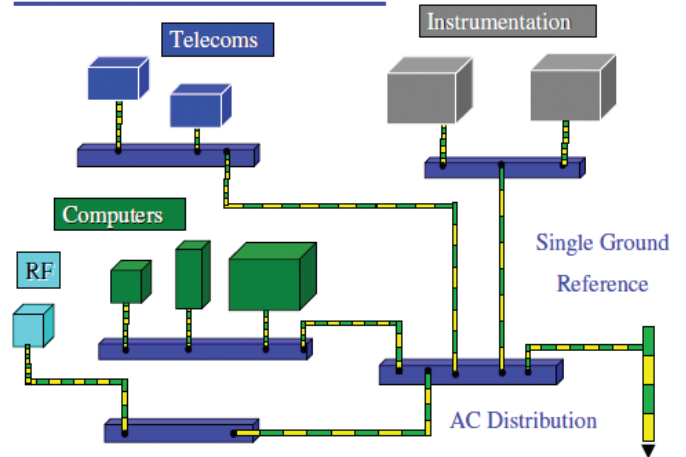 Telecoms
Instrumentation
Computers
RF
Single Ground
Reference
AC Distribution